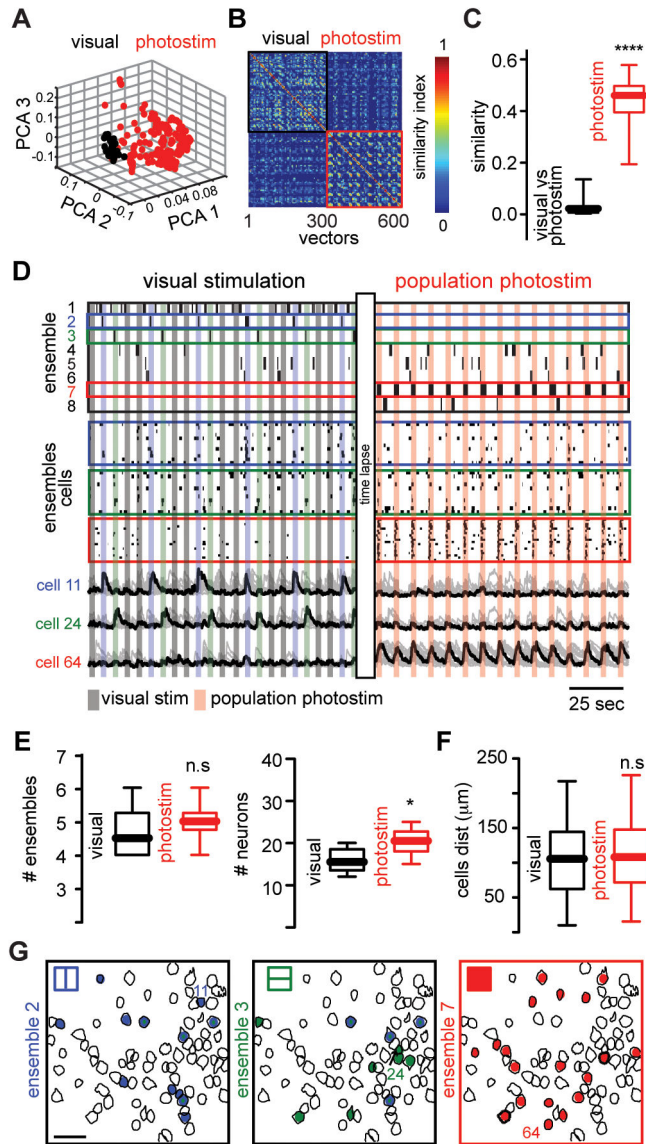 A
visual photostim
PCA 3
0.2
0.1
0
-0.1
0.1
0
-0.1
PCA 2
0
0.04
0.08
PCA 1
B
visual photostim
1 300 600
vectors
similarity index
1
0
C
similarity
0.6
0.4
0.2
0.0
visual vs
photostim
photostim
****
D
visual stimulation population photostim
ensemble
1
2
3
4
5
6
7
8
ensembles
cells
time lapse
cell 11
cell 24
cell 64
visual stim population photostim
25 sec
E
# ensembles
7
6
5
4
3
2
visual
photostim
n.s
# neurons
40
30
20
10
visual
photostim
*
F
cells dist (μm)
250
150
50
visual
photostim
n.s
G
ensemble 2
11
ensemble 3
24
ensemble 7
64